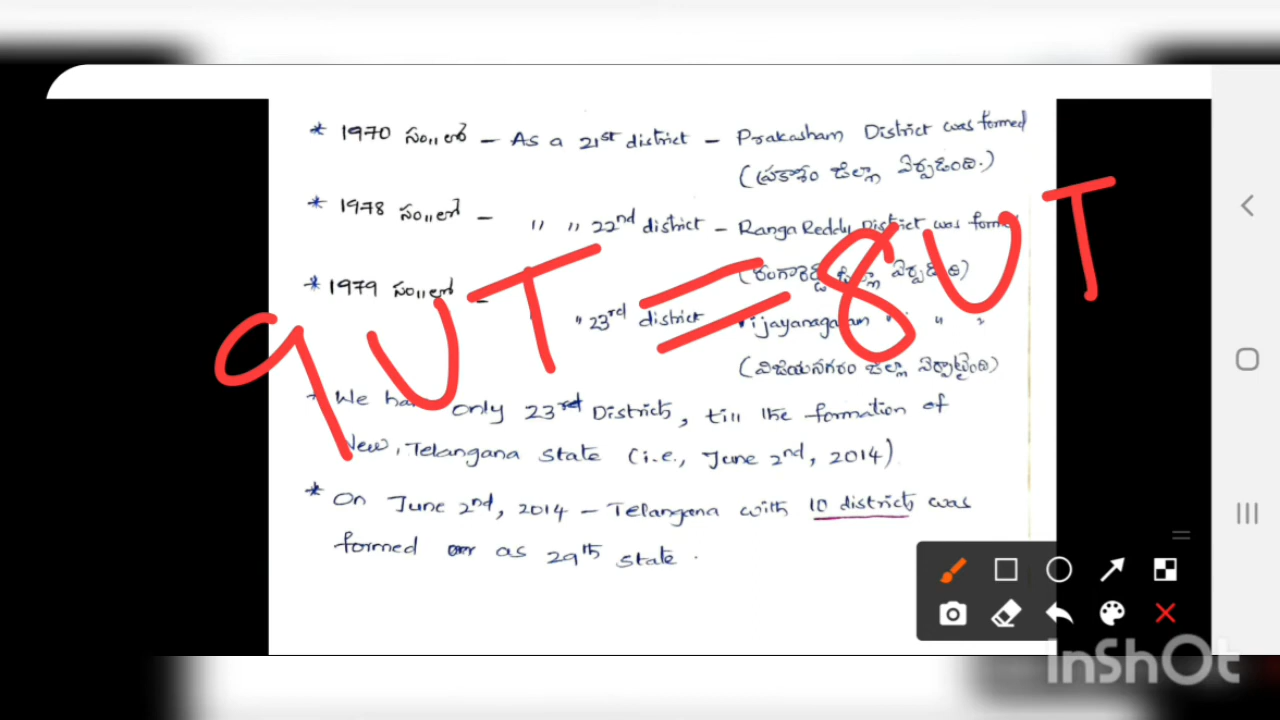 * 1970 సం॥లో - As a 21st district - Prakasham District was formed
(ప్రకాశం జిల్లా ఏర్పడింది.)
* 1978 సం॥లో - " " 22nd district - Ranga Reddy District was formed
(రంగారెడ్డి జిల్లా ఏర్పడింది)
* 1979 సం॥లో -
" 23rd district Vijayanagaram " " "
(విజయనగరం జిల్లా ఏర్పాటైంది)
9UT = 8UT
* We have only 23rd Districts, till the formation of
New, Telangana state (i.e., June 2nd, 2014)
* On June 2nd, 2014 - Telangana with 10 districts was
formed as 29th state.
InShOt